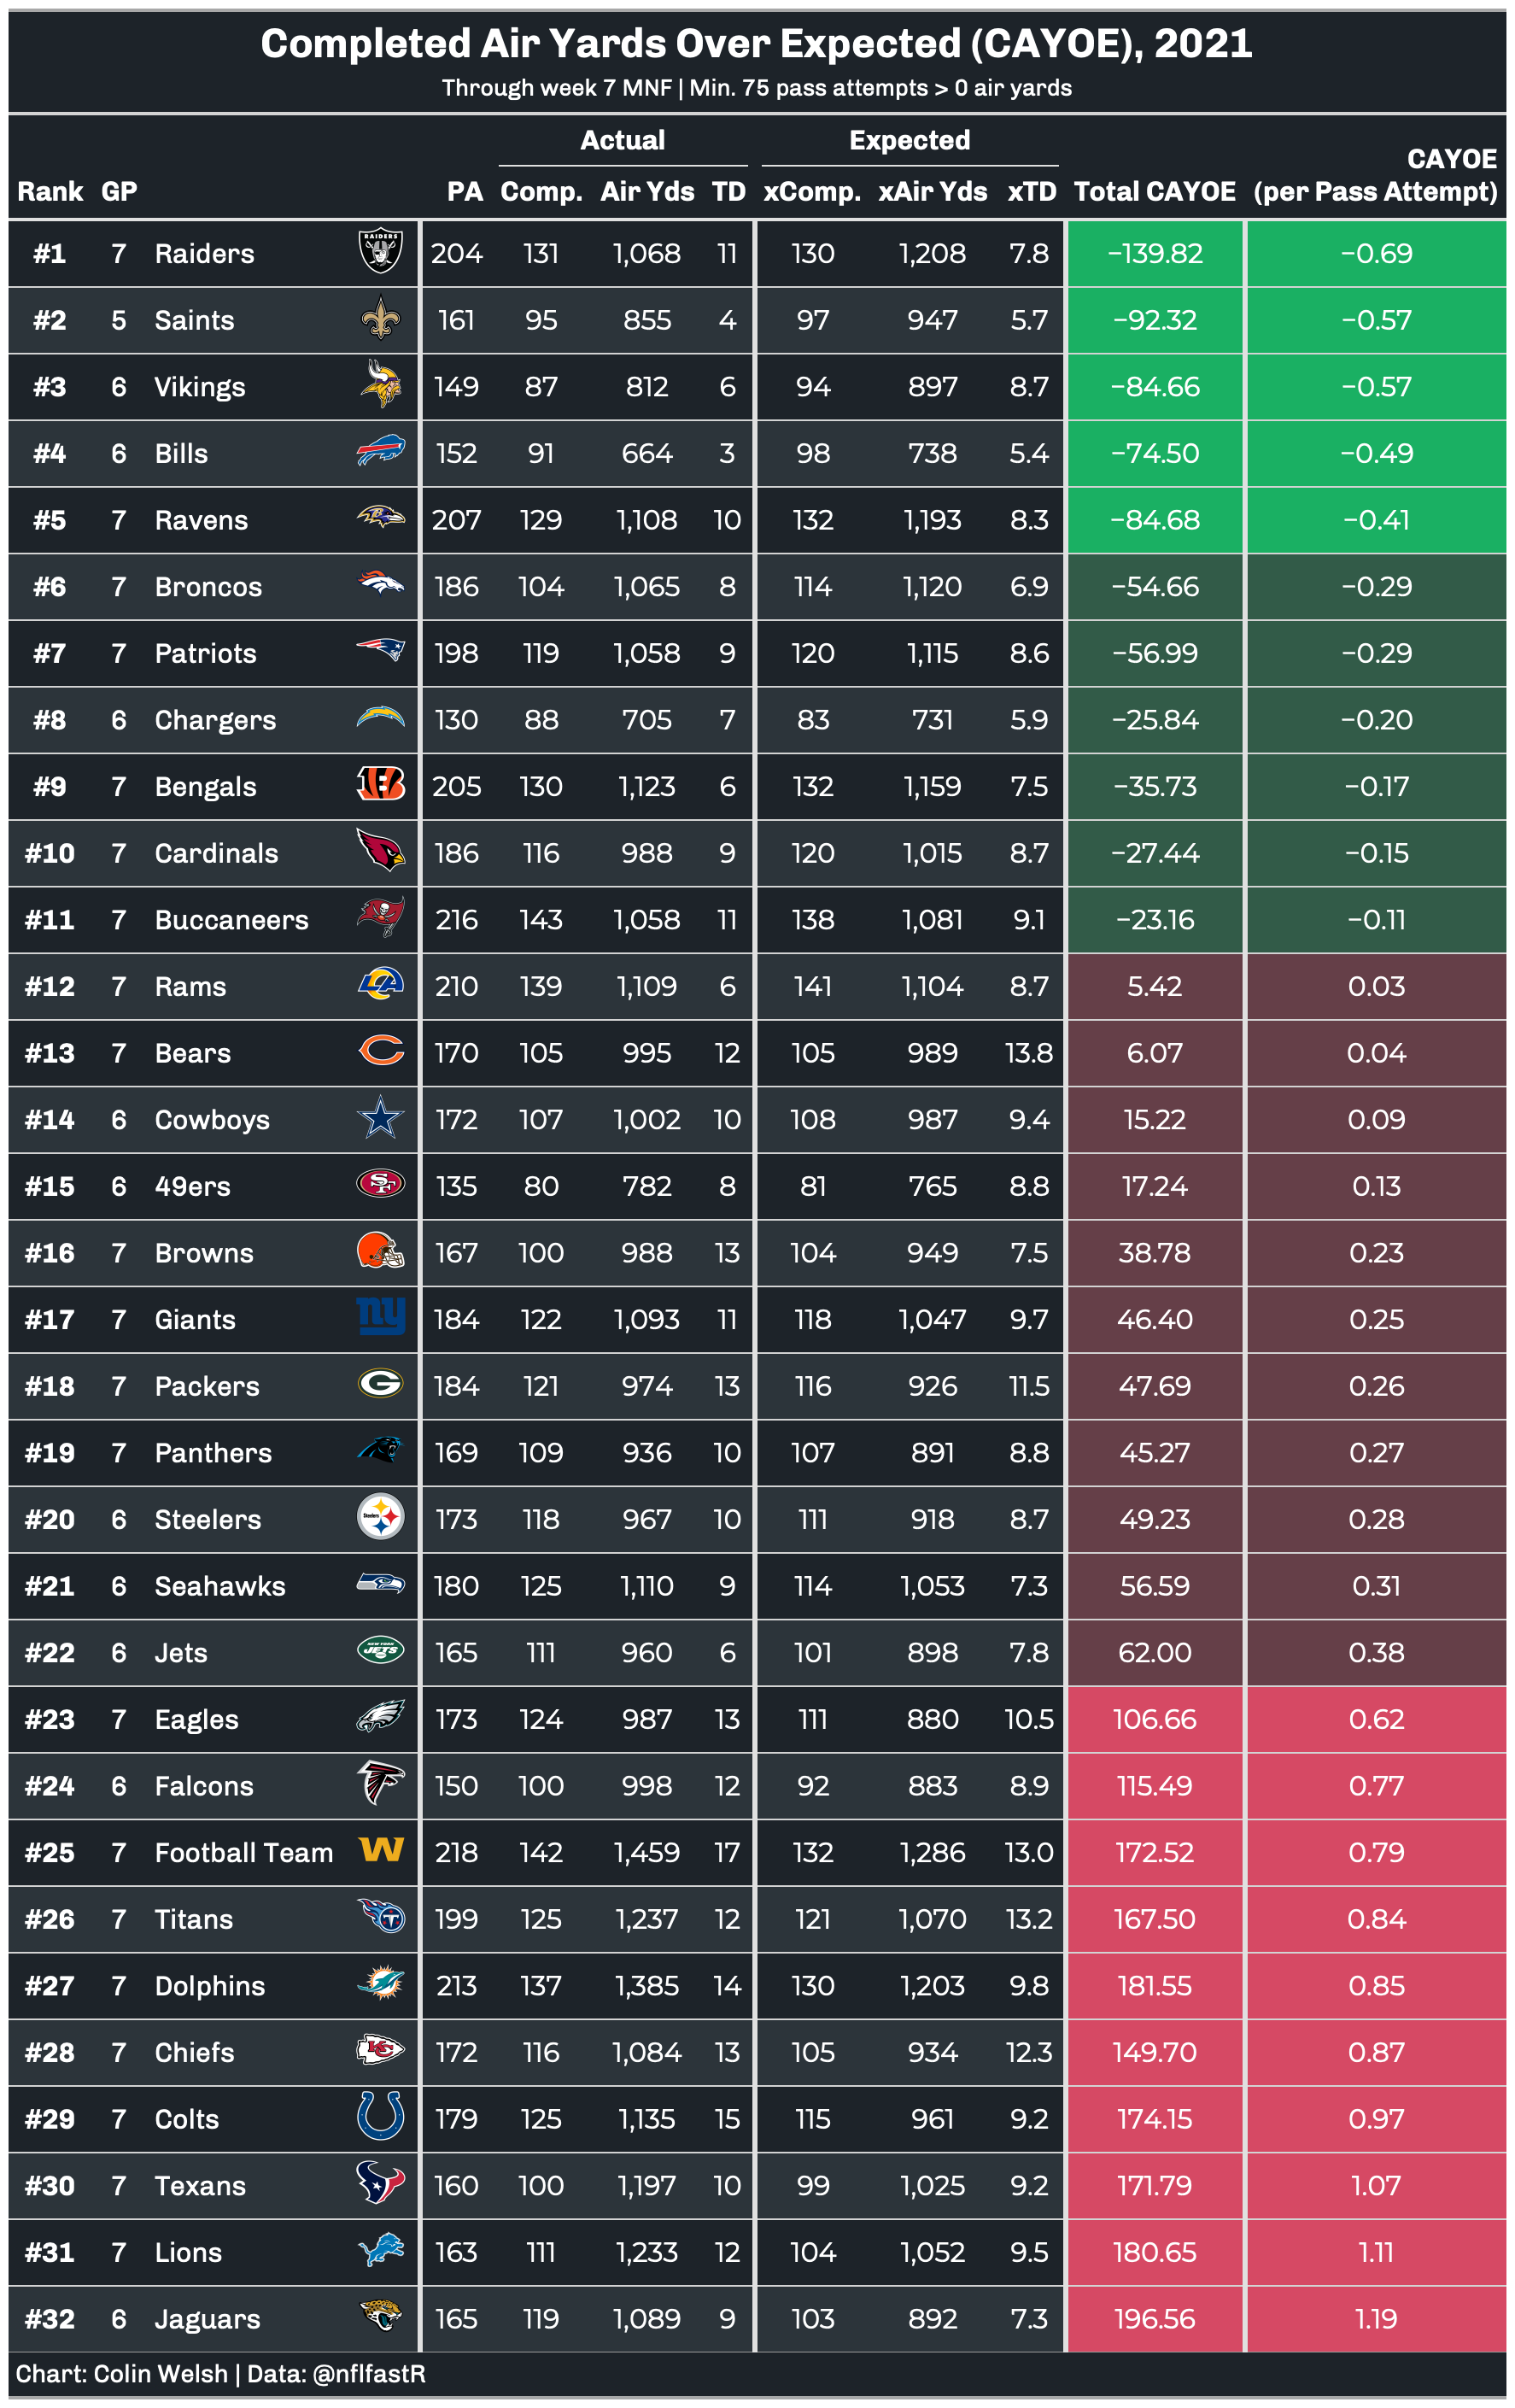 Completed Air Yards Over Expected (CAYOE), 2021
Through week 7 MNF | Min. 75 pass attempts > 0 air yards
Actual Expected
CAYOE
Rank GP PA Comp. Air Yds TD xComp. xAir Yds xTD Total CAYOE (per Pass Attempt)
#1 7 Raiders RAIDERS 204 131 1,068 11 130 1,208 7.8 −139.82 −0.69
#2 5 Saints 161 95 855 4 97 947 5.7 −92.32 −0.57
#3 6 Vikings 149 87 812 6 94 897 8.7 −84.66 −0.57
#4 6 Bills 152 91 664 3 98 738 5.4 −74.50 −0.49
#5 7 Ravens B 207 129 1,108 10 132 1,193 8.3 −84.68 −0.41
#6 7 Broncos 186 104 1,065 8 114 1,120 6.9 −54.66 −0.29
#7 7 Patriots 198 119 1,058 9 120 1,115 8.6 −56.99 −0.29
#8 6 Chargers 130 88 705 7 83 731 5.9 −25.84 −0.20
#9 7 Bengals B 205 130 1,123 6 132 1,159 7.5 −35.73 −0.17
#10 7 Cardinals 186 116 988 9 120 1,015 8.7 −27.44 −0.15
#11 7 Buccaneers 216 143 1,058 11 138 1,081 9.1 −23.16 −0.11
#12 7 Rams LA 210 139 1,109 6 141 1,104 8.7 5.42 0.03
#13 7 Bears C 170 105 995 12 105 989 13.8 6.07 0.04
#14 6 Cowboys 172 107 1,002 10 108 987 9.4 15.22 0.09
#15 6 49ers SF 135 80 782 8 81 765 8.8 17.24 0.13
#16 7 Browns 167 100 988 13 104 949 7.5 38.78 0.23
#17 7 Giants ny 184 122 1,093 11 118 1,047 9.7 46.40 0.25
#18 7 Packers G 184 121 974 13 116 926 11.5 47.69 0.26
#19 7 Panthers 169 109 936 10 107 891 8.8 45.27 0.27
#20 6 Steelers Steelers 173 118 967 10 111 918 8.7 49.23 0.28
#21 6 Seahawks 180 125 1,110 9 114 1,053 7.3 56.59 0.31
#22 6 Jets NEW YORK JETS 165 111 960 6 101 898 7.8 62.00 0.38
#23 7 Eagles 173 124 987 13 111 880 10.5 106.66 0.62
#24 6 Falcons 150 100 998 12 92 883 8.9 115.49 0.77
#25 7 Football Team W 218 142 1,459 17 132 1,286 13.0 172.52 0.79
#26 7 Titans T 199 125 1,237 12 121 1,070 13.2 167.50 0.84
#27 7 Dolphins 213 137 1,385 14 130 1,203 9.8 181.55 0.85
#28 7 Chiefs KC 172 116 1,084 13 105 934 12.3 149.70 0.87
#29 7 Colts 179 125 1,135 15 115 961 9.2 174.15 0.97
#30 7 Texans 160 100 1,197 10 99 1,025 9.2 171.79 1.07
#31 7 Lions 163 111 1,233 12 104 1,052 9.5 180.65 1.11
#32 6 Jaguars 165 119 1,089 9 103 892 7.3 196.56 1.19
Chart: Colin Welsh | Data: @nflfastR